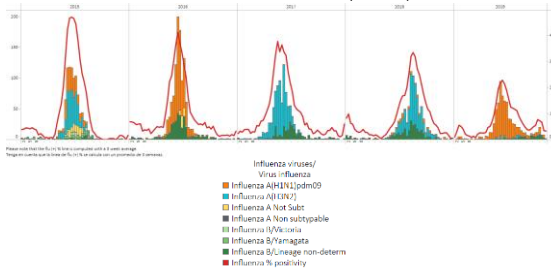 2015 2016 2017 2018 2019
200
100
50
0
Please note that the flu (+) % line is computed with a 3-week average
Tenga en cuenta que la línea de flu (+) % se calcula con un promedio de 3 semanas
Influenza viruses/
Virus influenza
Influenza A(H1N1)pdm09
Influenza A(H3N2)
Influenza A Not Subt
Influenza A Non subtypable
Influenza B/Victoria
Influenza B/Yamagata
Influenza B/Lineage non-determ
Influenza % positivity